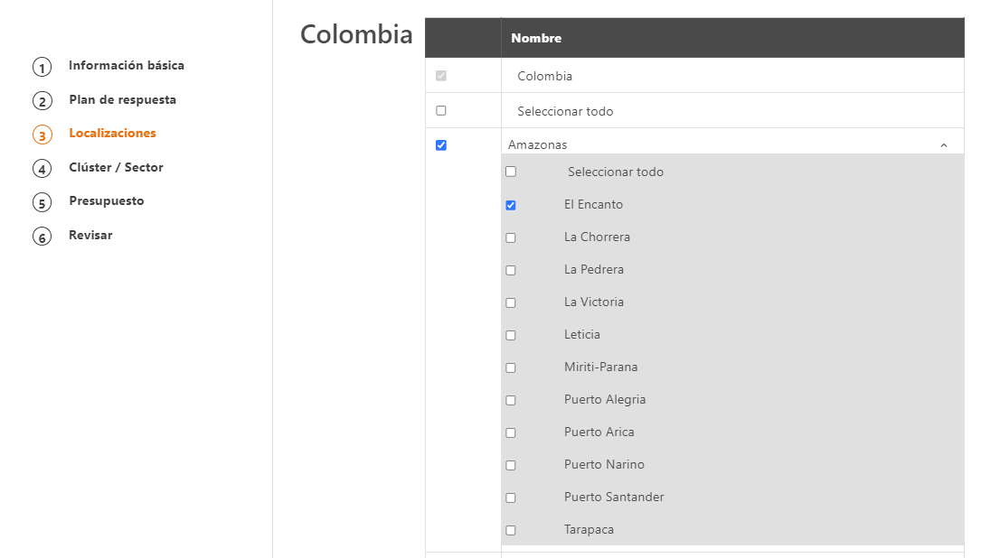 1 Información básica
2 Plan de respuesta
3 Localizaciones
4 Clúster / Sector
5 Presupuesto
6 Revisar
Colombia
Nombre
Colombia
Seleccionar todo
Amazonas
Seleccionar todo
El Encanto
La Chorrera
La Pedrera
La Victoria
Leticia
Miriti-Parana
Puerto Alegria
Puerto Arica
Puerto Narino
Puerto Santander
Tarapaca